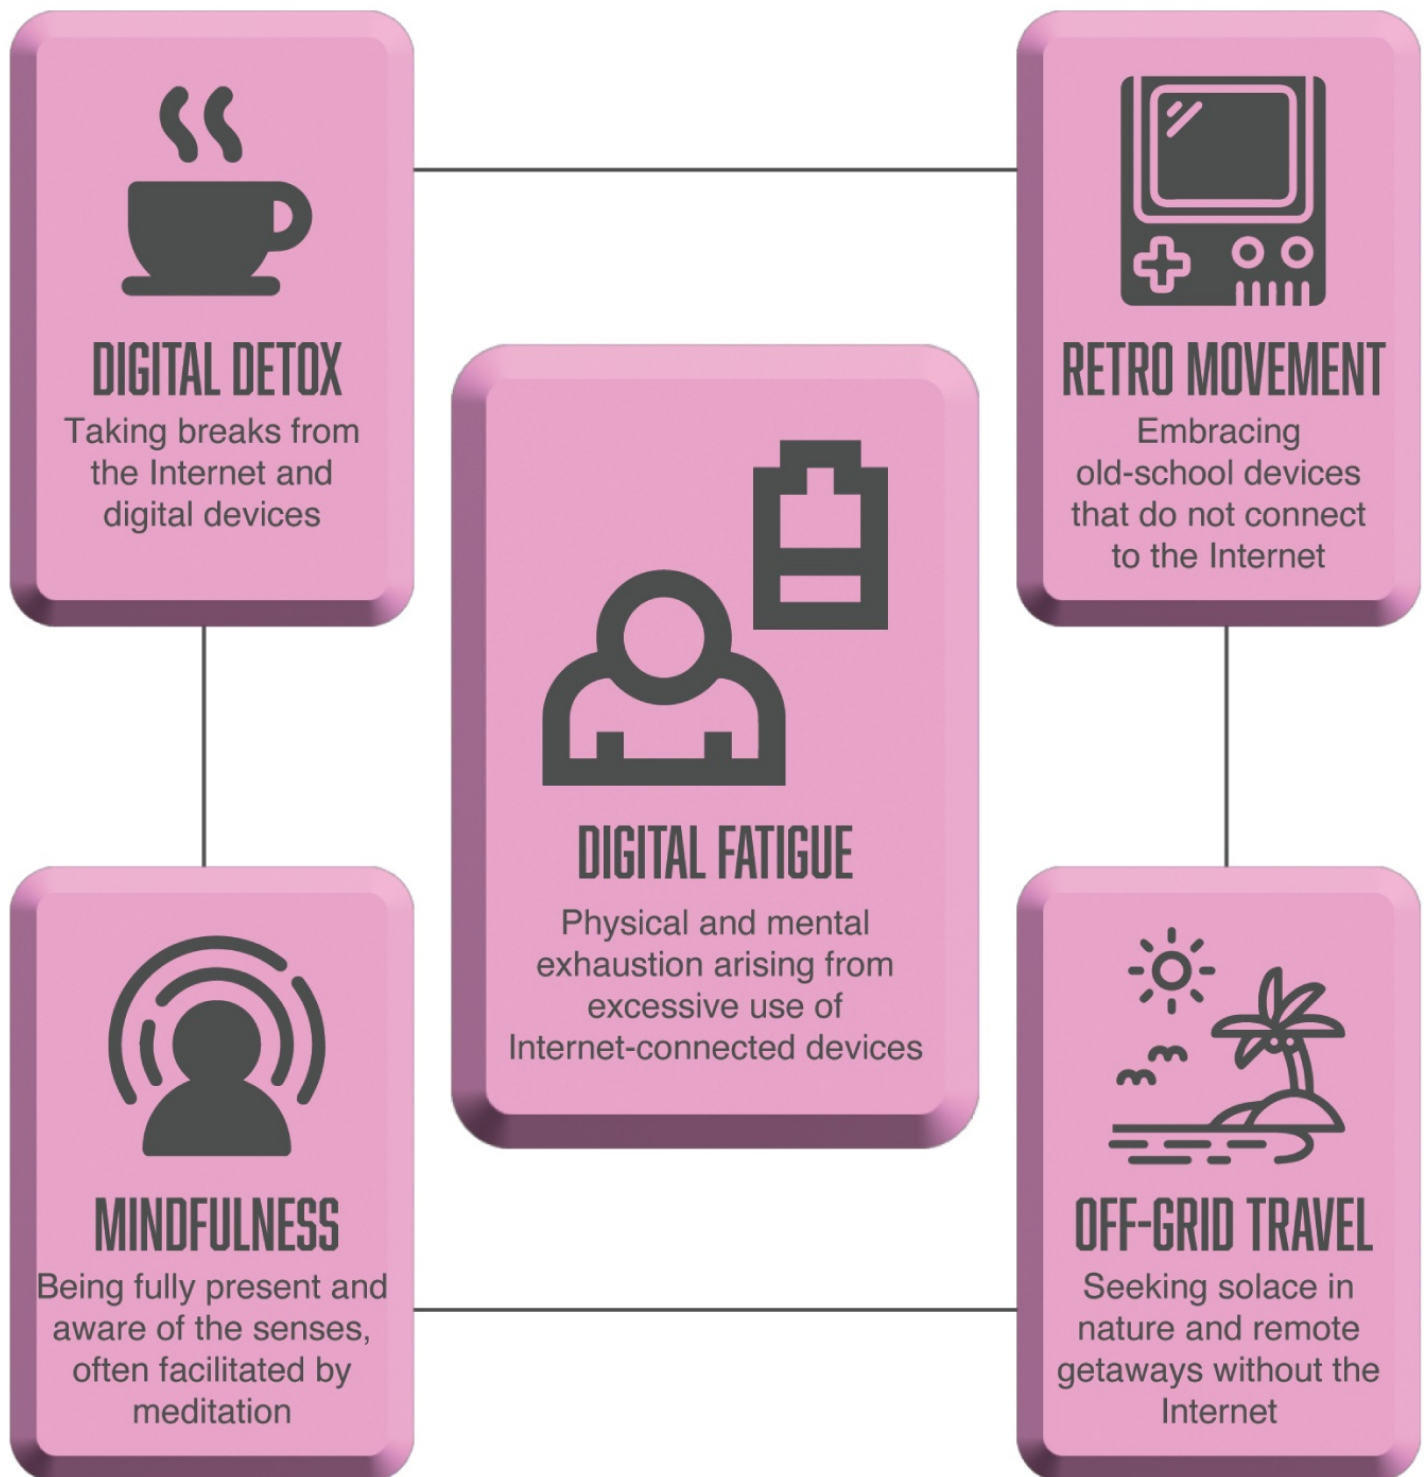 DIGITAL DETOX
Taking breaks from
the Internet and
digital devices
RETRO MOVEMENT
Embracing
old-school devices
that do not connect
to the Internet
DIGITAL FATIGUE
Physical and mental
exhaustion arising from
excessive use of
Internet-connected devices
MINDFULNESS
Being fully present and
aware of the senses,
often facilitated by
meditation
OFF-GRID TRAVEL
Seeking solace in
nature and remote
getaways without the
Internet